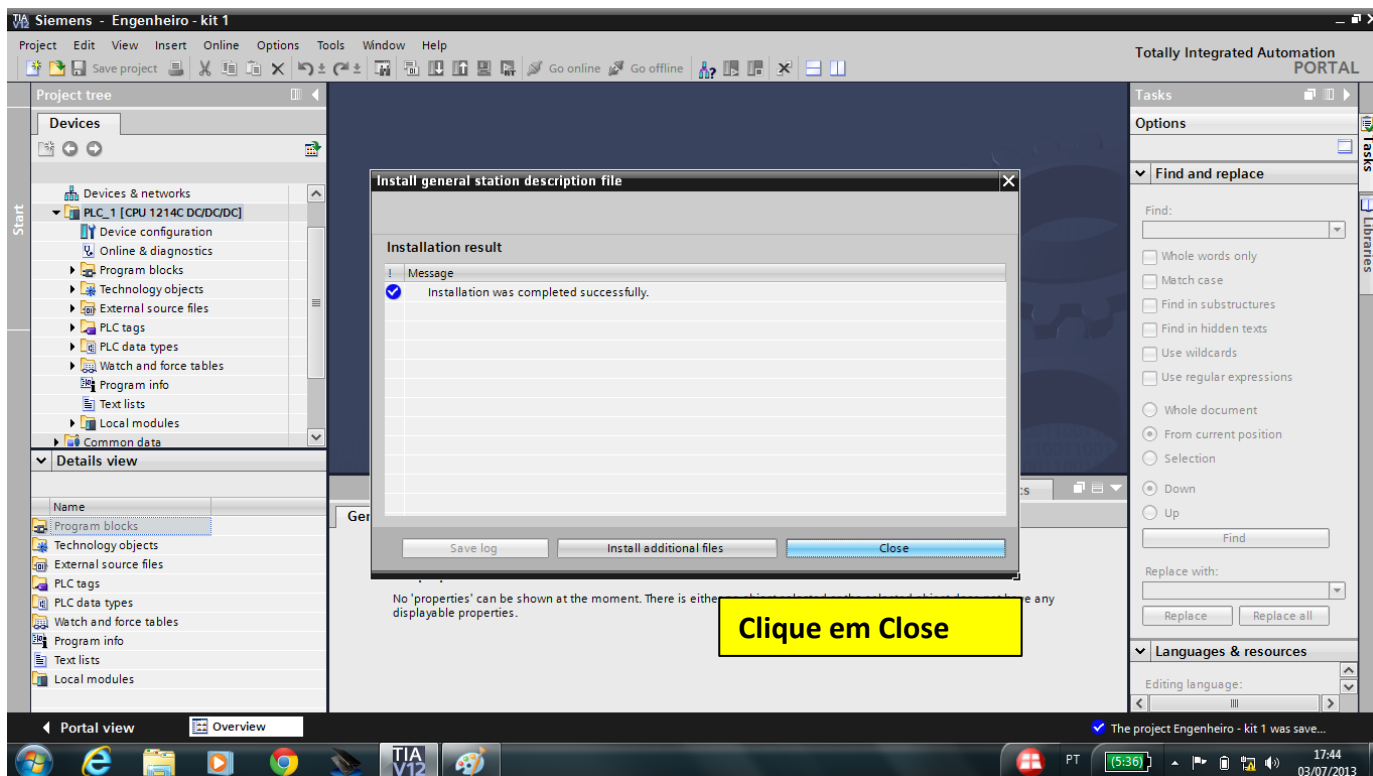 TIA V12 Siemens - Engenheiro - kit 1
Project Edit View Insert Online Options Tools Window Help
Totally Integrated Automation
PORTAL
Save project
Go online
Go offline
Start
Project tree
Devices
Devices & networks
PLC_1 [CPU 1214C DC/DC/DC]
Device configuration
Online & diagnostics
Program blocks
Technology objects
External source files
PLC tags
PLC data types
Watch and force tables
Program info
Text lists
Local modules
Common data
Details view
Name
Program blocks
Technology objects
External source files
PLC tags
PLC data types
Watch and force tables
Program info
Text lists
Local modules
Install general station description file
Installation result
! Message
Installation was completed successfully.
Save log
Install additional files
Close
No 'properties' can be shown at the moment. There is
displayable properties.
Clique em Close
Tasks
Options
Find and replace
Find:
Whole words only
Match case
Find in substructures
Find in hidden texts
Use wildcards
Use regular expressions
Whole document
From current position
Selection
Down
Up
Find
Replace with:
Replace
Replace all
Languages & resources
Editing language:
Tasks
Libraries
Portal view
Overview
The project Engenheiro - kit 1 was save...
TIA V12
PT
(5:36)
17:44
03/07/2013